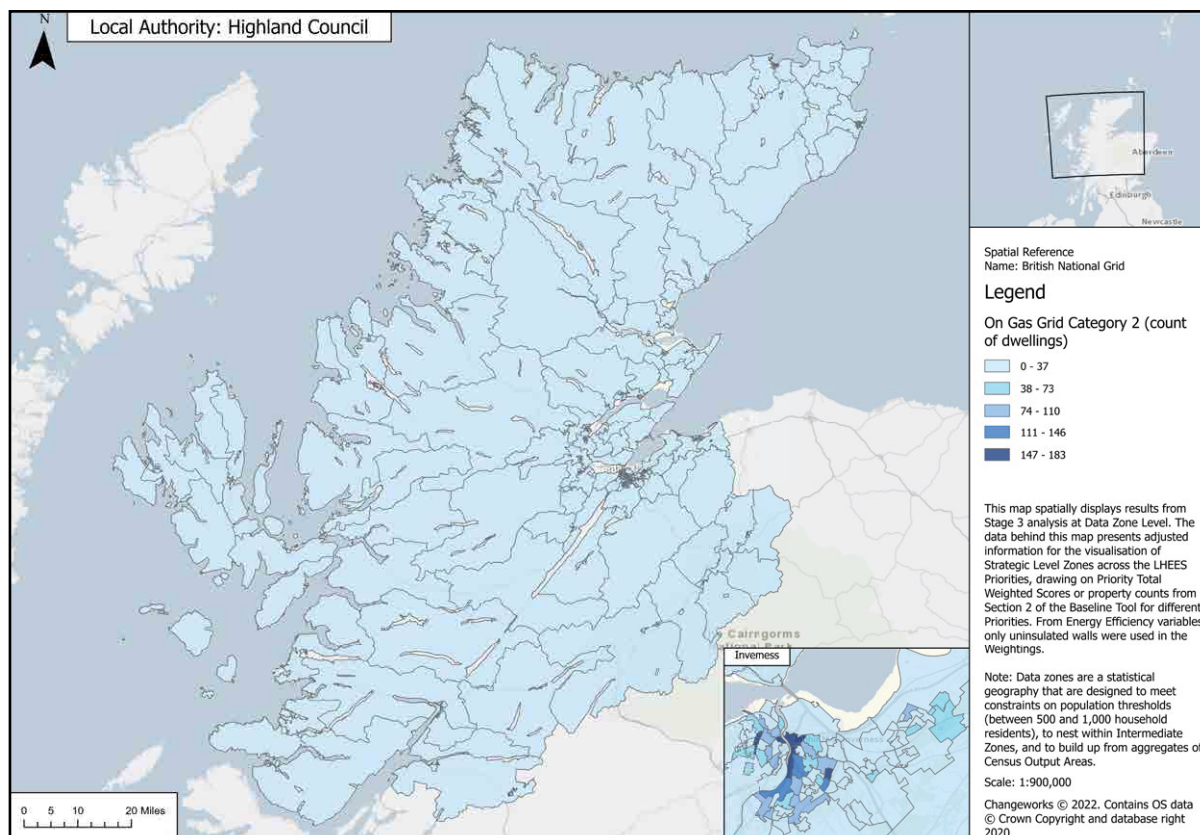 N
Local Authority: Highland Council
Aberdeen
Edinburgh
Newcastle
Spatial Reference
Name: British National Grid
Legend
On Gas Grid Category 2 (count
of dwellings)
0 - 37
38 - 73
74 - 110
111 - 146
147 - 183
This map spatially displays results from
Stage 3 analysis at Data Zone Level. The
data behind this map presents adjusted
information for the visualisation of
Strategic Level Zones across the LHEES
Priorities, drawing on Priority Total
Weighted Scores or property counts from
Section 2 of the Baseline Tool for different
Priorities. From Energy Efficiency variables
only uninsulated walls were used in the
Weightings.
Note: Data zones are a statistical
geography that are designed to meet
constraints on population thresholds
(between 500 and 1,000 household
residents), to nest within Intermediate
Zones, and to build up from aggregates of
Census Output Areas.
Scale: 1:900,000
Changeworks © 2022. Contains OS data
© Crown Copyright and database right
2020
Cairngorms
Inverness
0 5 10 20 Miles